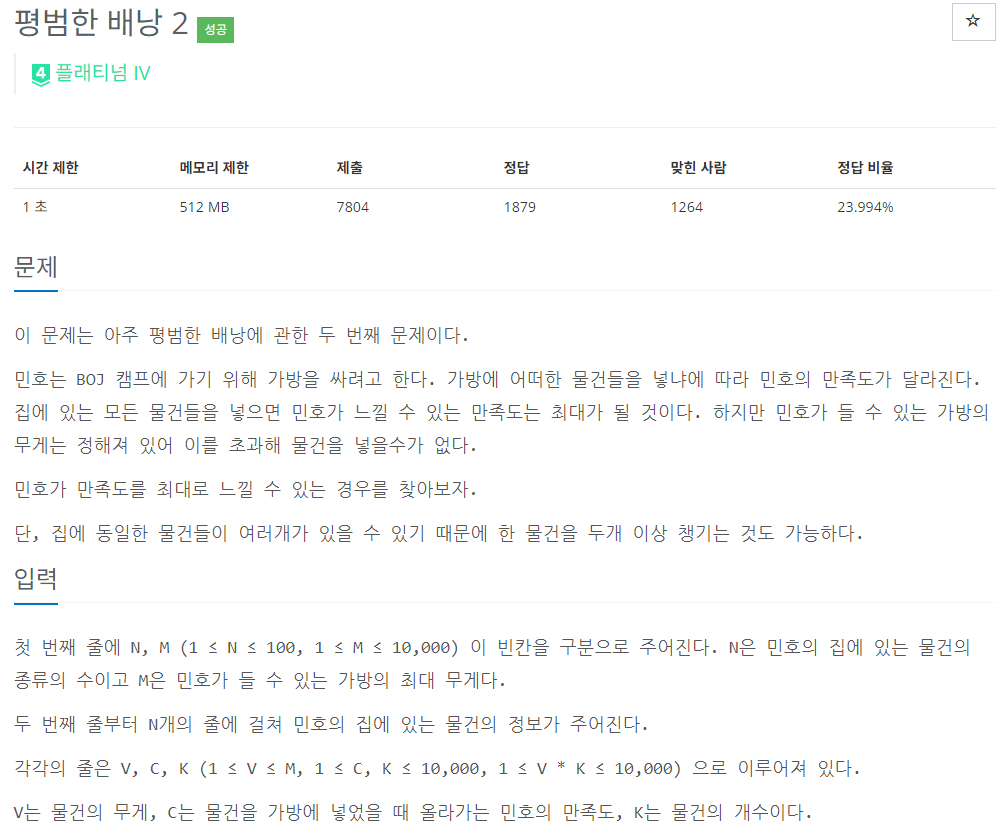 평범한 배낭 2 성공
☆
4 플래티넘 IV
시간 제한 메모리 제한 제출 정답 맞힌 사람 정답 비율
1 초 512 MB 7804 1879 1264 23.994%
문제
이 문제는 아주 평범한 배낭에 관한 두 번째 문제이다.
민호는 BOJ 캠프에 가기 위해 가방을 싸려고 한다. 가방에 어떠한 물건들을 넣냐에 따라 민호의 만족도가 달라진다.
집에 있는 모든 물건들을 넣으면 민호가 느낄 수 있는 만족도는 최대가 될 것이다. 하지만 민호가 들 수 있는 가방의
무게는 정해져 있어 이를 초과해 물건을 넣을수가 없다.
민호가 만족도를 최대로 느낄 수 있는 경우를 찾아보자.
단, 집에 동일한 물건들이 여러개가 있을 수 있기 때문에 한 물건을 두개 이상 챙기는 것도 가능하다.
입력
첫 번째 줄에 N, M (1 ≤ N ≤ 100, 1 ≤ M ≤ 10,000) 이 빈칸을 구분으로 주어진다. N은 민호의 집에 있는 물건의
종류의 수이고 M은 민호가 들 수 있는 가방의 최대 무게다.
두 번째 줄부터 N개의 줄에 걸쳐 민호의 집에 있는 물건의 정보가 주어진다.
각각의 줄은 V, C, K (1 ≤ V ≤ M, 1 ≤ C, K ≤ 10,000, 1 ≤ V * K ≤ 10,000) 으로 이루어져 있다.
V는 물건의 무게, C는 물건을 가방에 넣었을 때 올라가는 민호의 만족도, K는 물건의 개수이다.